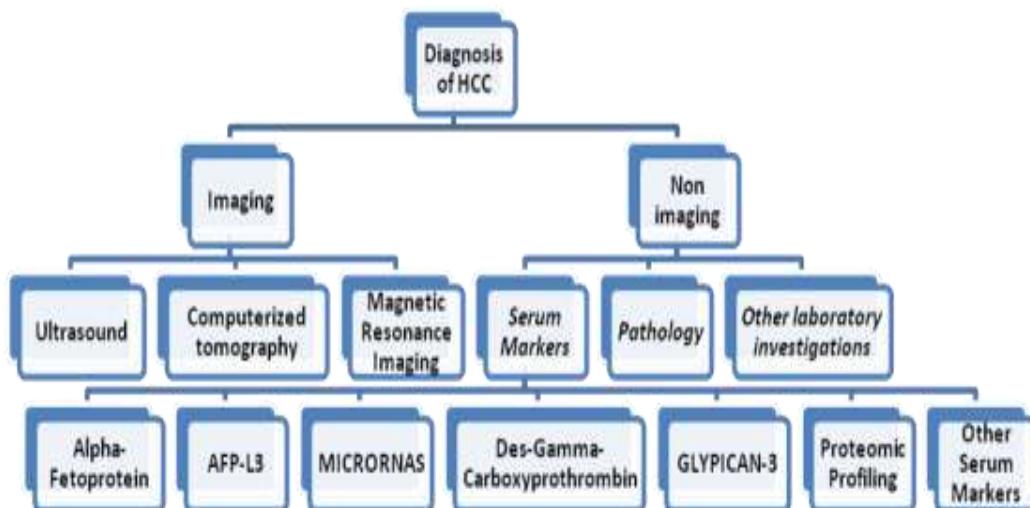 Diagnosis
of HCC
Imaging
Non
imaging
Ultrasound
Computerized
tomography
Magnetic
Resonance
Imaging
Serum
Markers
Pathology
Other laboratory
investigations
Alpha-
Fetoprotein
AFP-L3
MICRORNAS
Des-Gamma-
Carboxyprothrombin
GLYPICAN-3
Proteomic
Profiling
Other
Serum
Markers